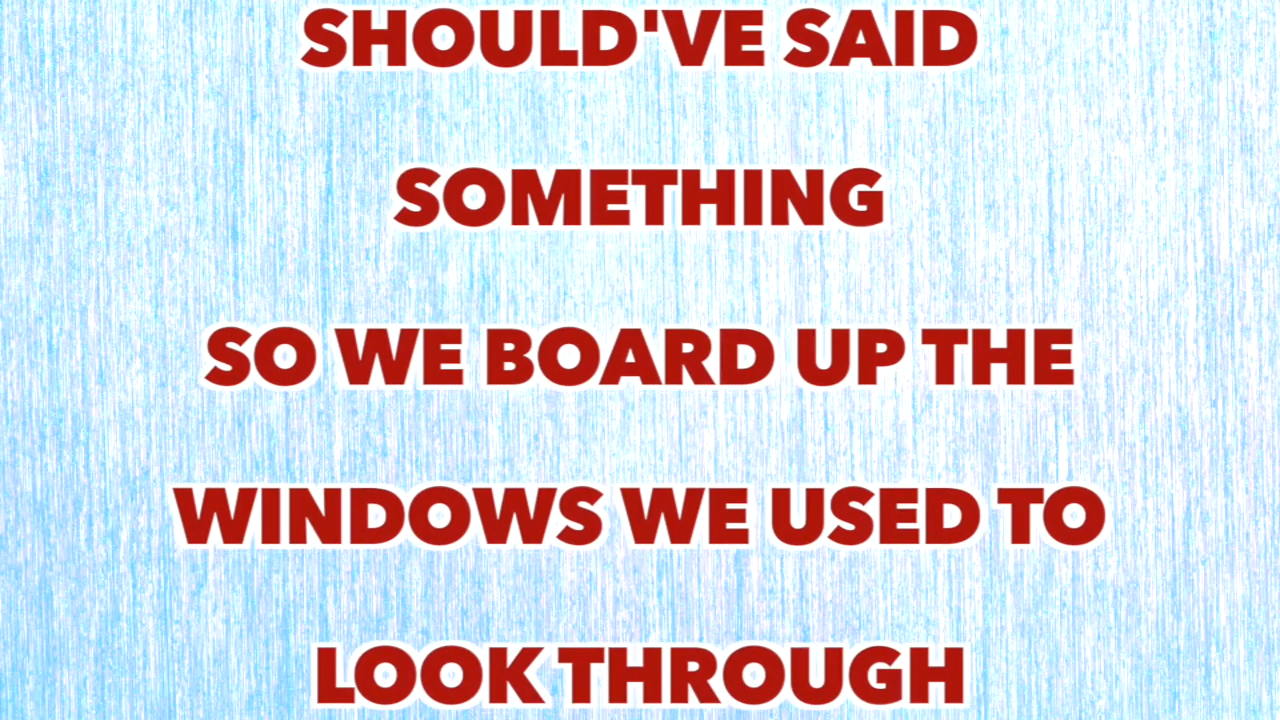 SHOULD'VE SAID
SOMETHING
SO WE BOARD UP THE
WINDOWS WE USED TO
LOOK THROUGH